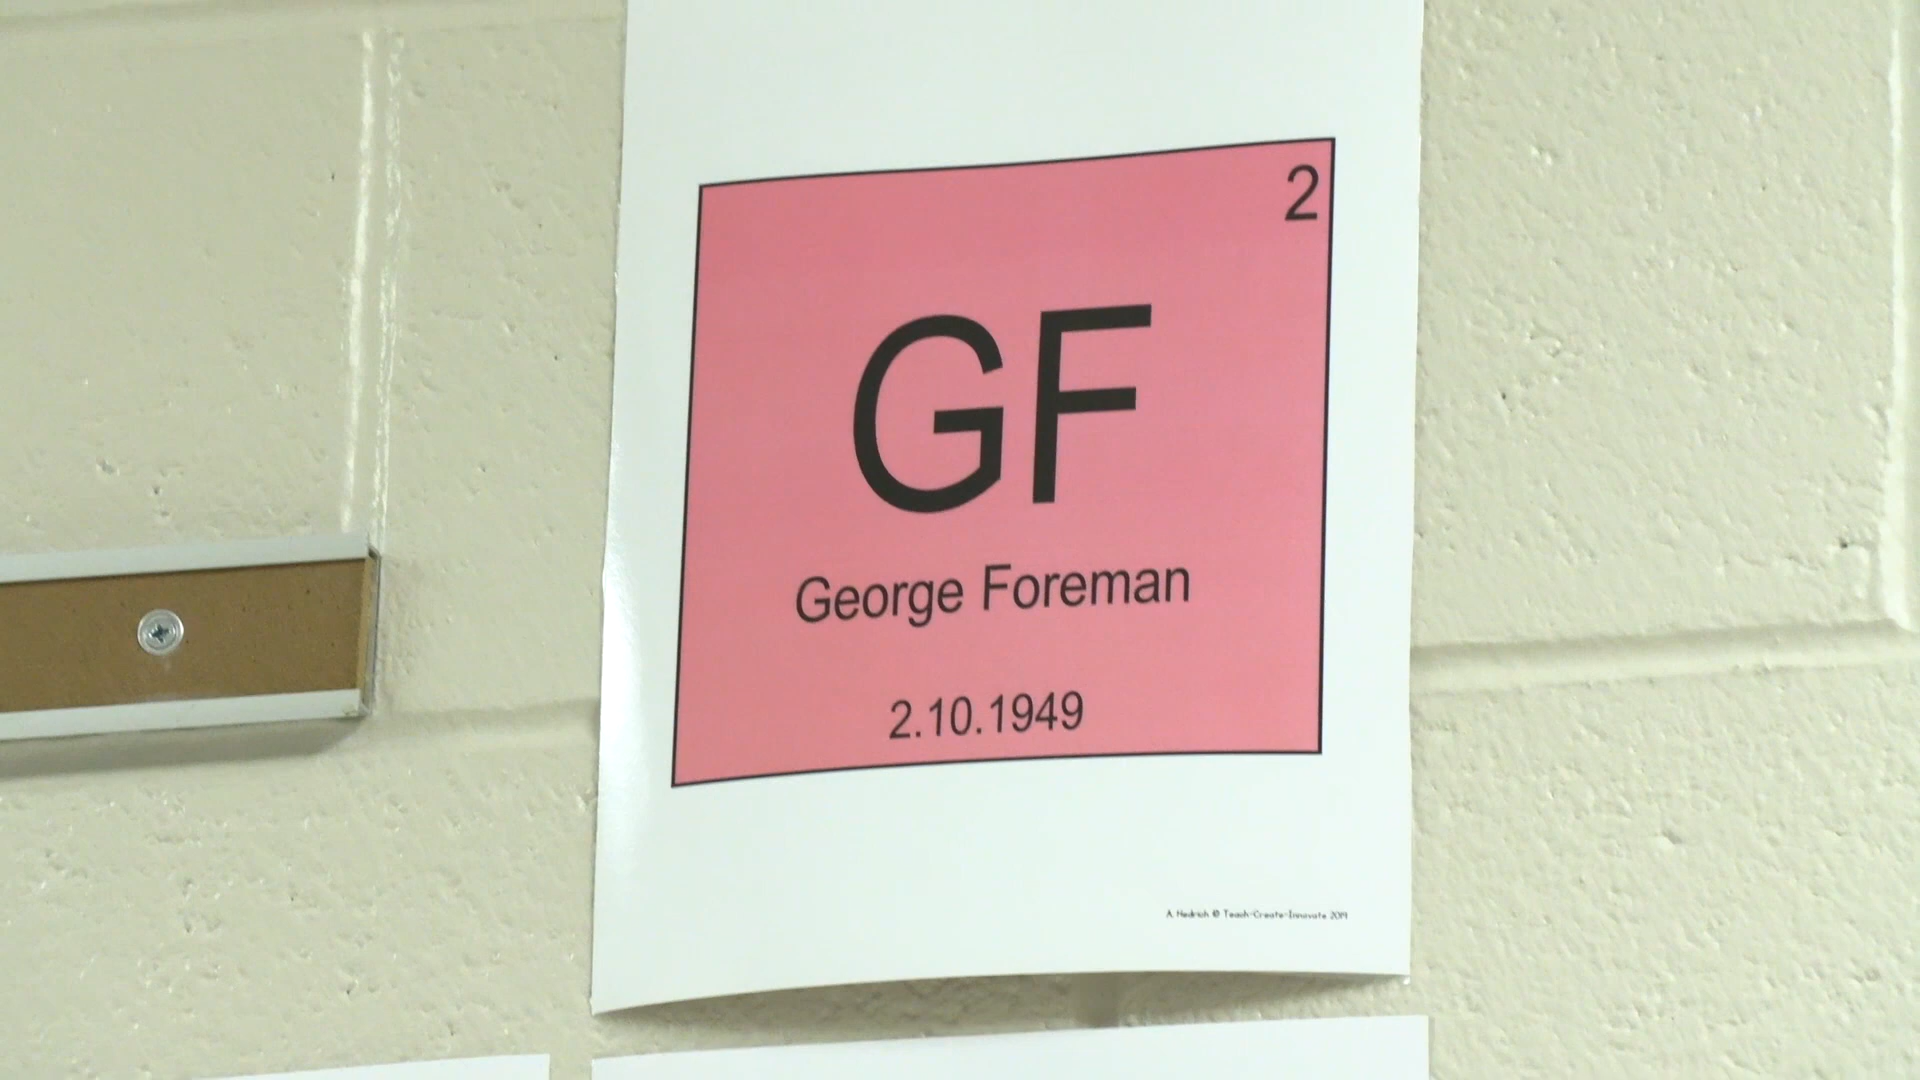 2
GF
George Foreman
2.10.1949
A. Hedrich © Teach-Create-Innovate 2019